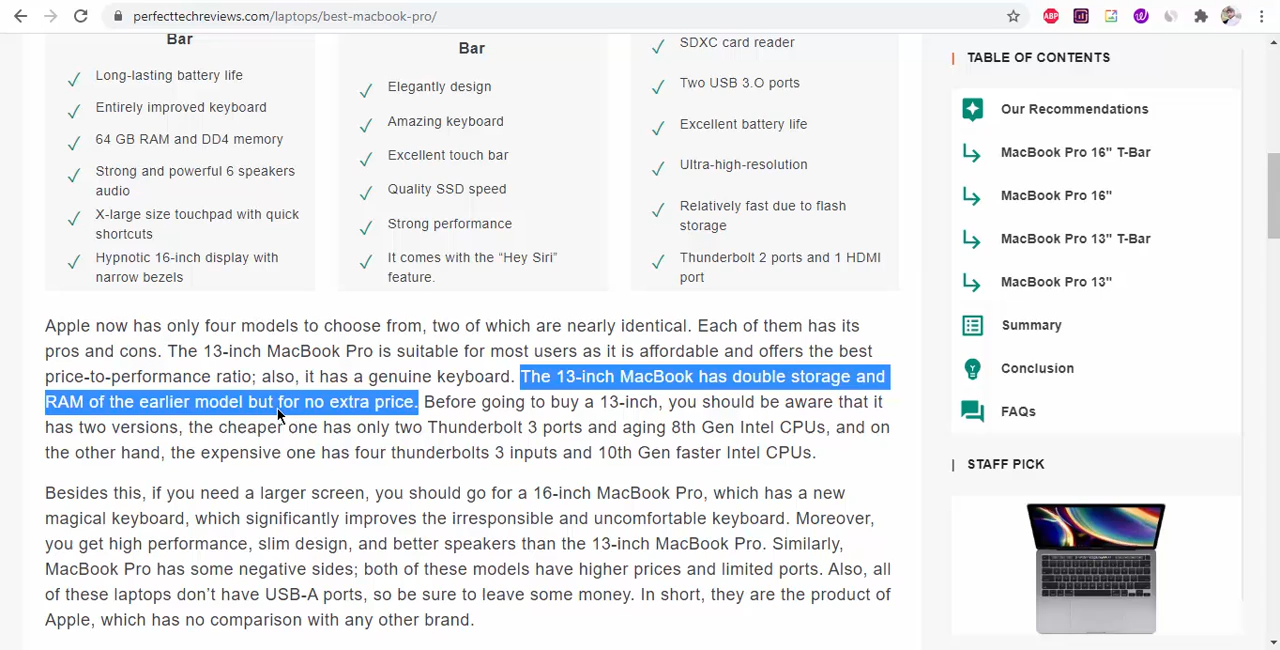 perfecttechreviews.com/laptops/best-macbook-pro/
ABP
Bar
Long-lasting battery life
Entirely improved keyboard
64 GB RAM and DD4 memory
Strong and powerful 6 speakers
audio
X-large size touchpad with quick
shortcuts
Hypnotic 16-inch display with
narrow bezels
Bar
Elegantly design
Amazing keyboard
Excellent touch bar
Quality SSD speed
Strong performance
It comes with the “Hey Siri”
feature.
SDXC card reader
Two USB 3.O ports
Excellent battery life
Ultra-high-resolution
Relatively fast due to flash
storage
Thunderbolt 2 ports and 1 HDMI
port
Apple now has only four models to choose from, two of which are nearly identical. Each of them has its
pros and cons. The 13-inch MacBook Pro is suitable for most users as it is affordable and offers the best
price-to-performance ratio; also, it has a genuine keyboard. The 13-inch MacBook has double storage and
RAM of the earlier model but for no extra price. Before going to buy a 13-inch, you should be aware that it
has two versions, the cheaper one has only two Thunderbolt 3 ports and aging 8th Gen Intel CPUs, and on
the other hand, the expensive one has four thunderbolts 3 inputs and 10th Gen faster Intel CPUs.
Besides this, if you need a larger screen, you should go for a 16-inch MacBook Pro, which has a new
magical keyboard, which significantly improves the irresponsible and uncomfortable keyboard. Moreover,
you get high performance, slim design, and better speakers than the 13-inch MacBook Pro. Similarly,
MacBook Pro has some negative sides, both of these models have higher prices and limited ports. Also, all
of these laptops don’t have USB-A ports, so be sure to leave some money. In short, they are the product of
Apple, which has no comparison with any other brand.
TABLE OF CONTENTS
Our Recommendations
MacBook Pro 16" T-Bar
MacBook Pro 16"
MacBook Pro 13" T-Bar
MacBook Pro 13"
Summary
Conclusion
FAQs
STAFF PICK